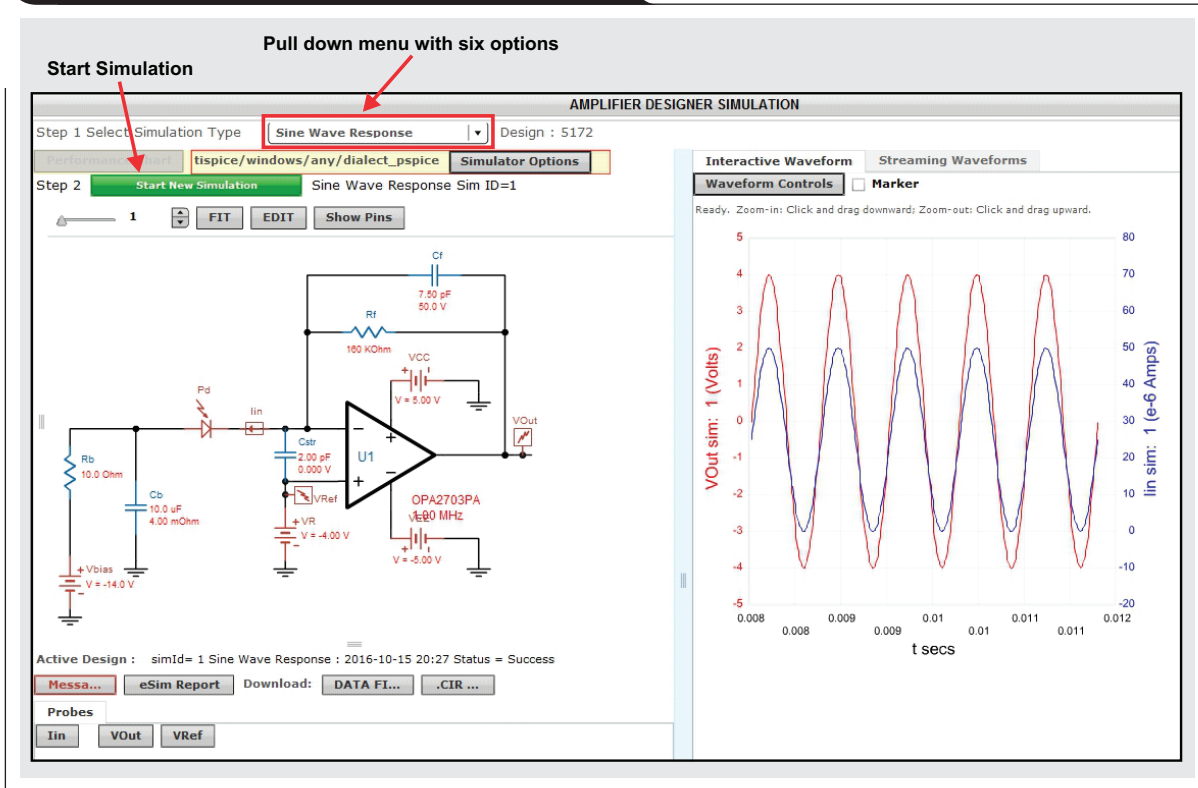 Pull down menu with six options
Start Simulation
AMPLIFIER DESIGNER SIMULATION
Step 1 Select Simulation Type
Sine Wave Response
Design : 5172
Performance Chart
tispice/windows/any/dialect_pspice
Simulator Options
Step 2
Start New Simulation
Sine Wave Response Sim ID=1
1
FIT
EDIT
Show Pins
Interactive Waveform
Streaming Waveforms
Waveform Controls
Marker
Ready. Zoom-in: Click and drag downward; Zoom-out: Click and drag upward.
Cf
7.50 pF
50.0 V
Rf
160 KOhm
VCC
V = 5.00 V
Pd
Iin
VOut
Cstr
2.00 pF
0.000 V
U1
Rb
10.0 Ohm
Cb
10.0 uF
4.00 mOhm
VRef
OPA2703PA
1.00 MHz
VEE
V = -5.00 V
VR
V = -4.00 V
Vbias
V = -14.0 V
5
4
3
2
1
0
-1
-2
-3
-4
-5
VOut sim: 1 (Volts)
80
70
60
50
40
30
20
10
0
-10
-20
Iin sim: 1 (e-6 Amps)
0.008
0.009
0.01
0.011
0.012
0.008
0.009
0.01
0.011
t secs
Active Design : simId= 1 Sine Wave Response : 2016-10-15 20:27 Status = Success
Messa...
eSim Report
Download:
DATA FI...
.CIR ...
Probes
Iin
VOut
VRef